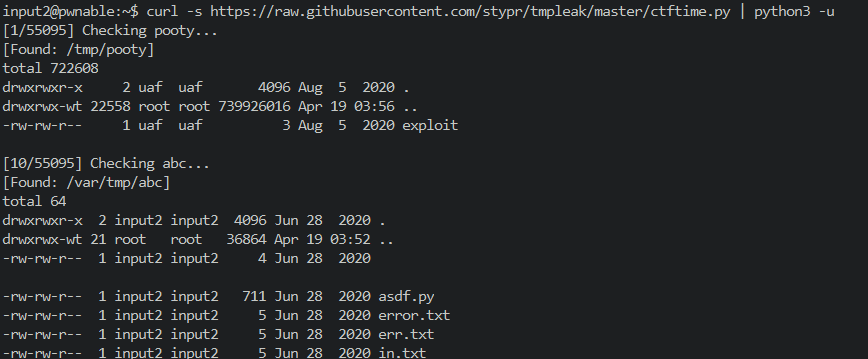 input2@pwnable:~$ curl -s https://raw.githubusercontent.com/stypr/tmpleak/master/ctftime.py | python3 -u
[1/55095] Checking pooty...
[Found: /tmp/pooty]
total 722608
drwxrwxr-x     2 uaf  uaf       4096 Aug  5  2020 .
drwxrwx-wt 22558 root root 739926016 Apr 19 03:56 ..
-rw-rw-r--     1 uaf  uaf          3 Aug  5  2020 exploit
[10/55095] Checking abc...
[Found: /var/tmp/abc]
total 64
drwxrwxr-x  2 input2 input2  4096 Jun 28  2020 .
drwxrwx-wt 21 root   root   36864 Apr 19 03:52 ..
-rw-rw-r--  1 input2 input2     4 Jun 28  2020
-rw-rw-r--  1 input2 input2   711 Jun 28  2020 asdf.py
-rw-rw-r--  1 input2 input2     5 Jun 28  2020 error.txt
-rw-rw-r--  1 input2 input2     5 Jun 28  2020 err.txt
-rw-rw-r--  1 input2 input2     5 Jun 28  2020 in.txt